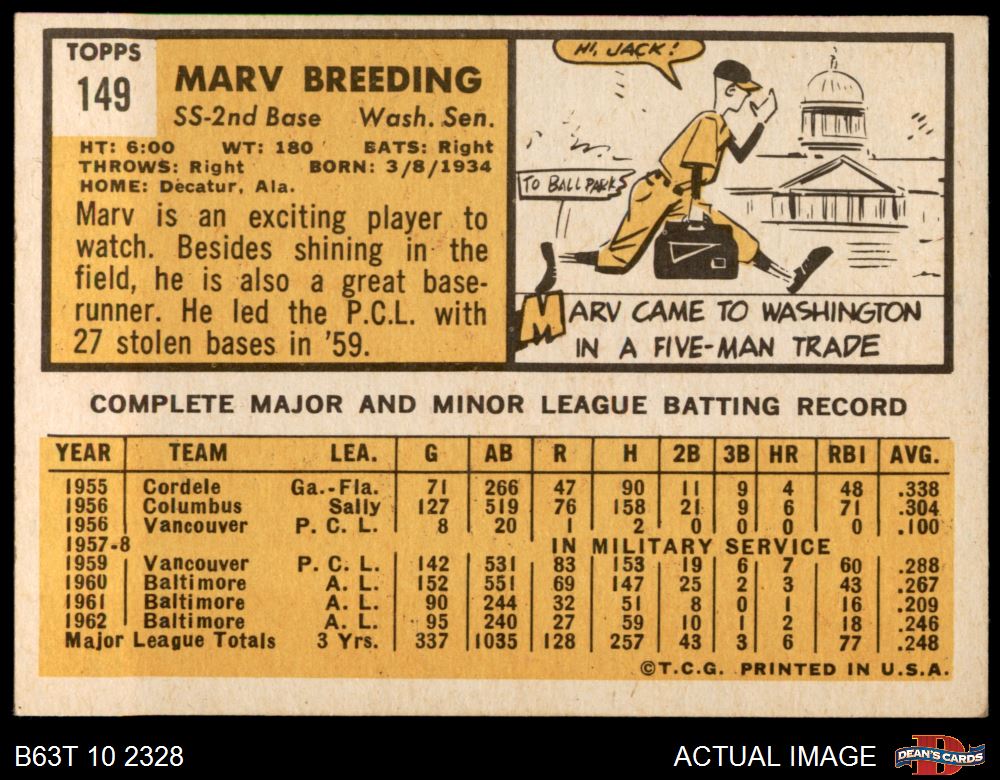 TOPPS
149
MARV BREEDING
SS-2nd Base Wash. Sen.
HT: 6:00 WT: 180 BATS: Right
THROWS: Right BORN: 3/8/1934
HOME: Decatur, Ala.
Marv is an exciting player to
watch. Besides shining in the
field, he is also a great base-
runner. He led the P.C.L. with
27 stolen bases in '59.
HI, JACK!
TO BALL PARKS
MARV CAME TO WASHINGTON
IN A FIVE-MAN TRADE
COMPLETE MAJOR AND MINOR LEAGUE BATTING RECORD
YEAR TEAM LEA. G AB R H 2B 3B HR RBI AVG.
1955 Cordele Ga.-Fla. 71 266 47 90 11 9 4 48 .338
1956 Columbus Sally 127 519 76 158 21 9 6 71 .304
1956 Vancouver P. C. L. 8 20 1 2 0 0 0 0 .100
1957-8 IN MILITARY SERVICE
1959 Vancouver P. C. L. 142 531 83 153 19 6 7 60 .288
1960 Baltimore A. L. 152 551 69 147 25 2 3 43 .267
1961 Baltimore A. L. 90 244 32 51 8 0 1 16 .209
1962 Baltimore A. L. 95 240 27 59 10 1 2 18 .246
Major League Totals 3 Yrs. 337 1035 128 257 43 3 6 77 .248
©T.C.G. PRINTED IN U.S.A.
B63T 10 2328
ACTUAL IMAGE
D
DEAN'S CARDS